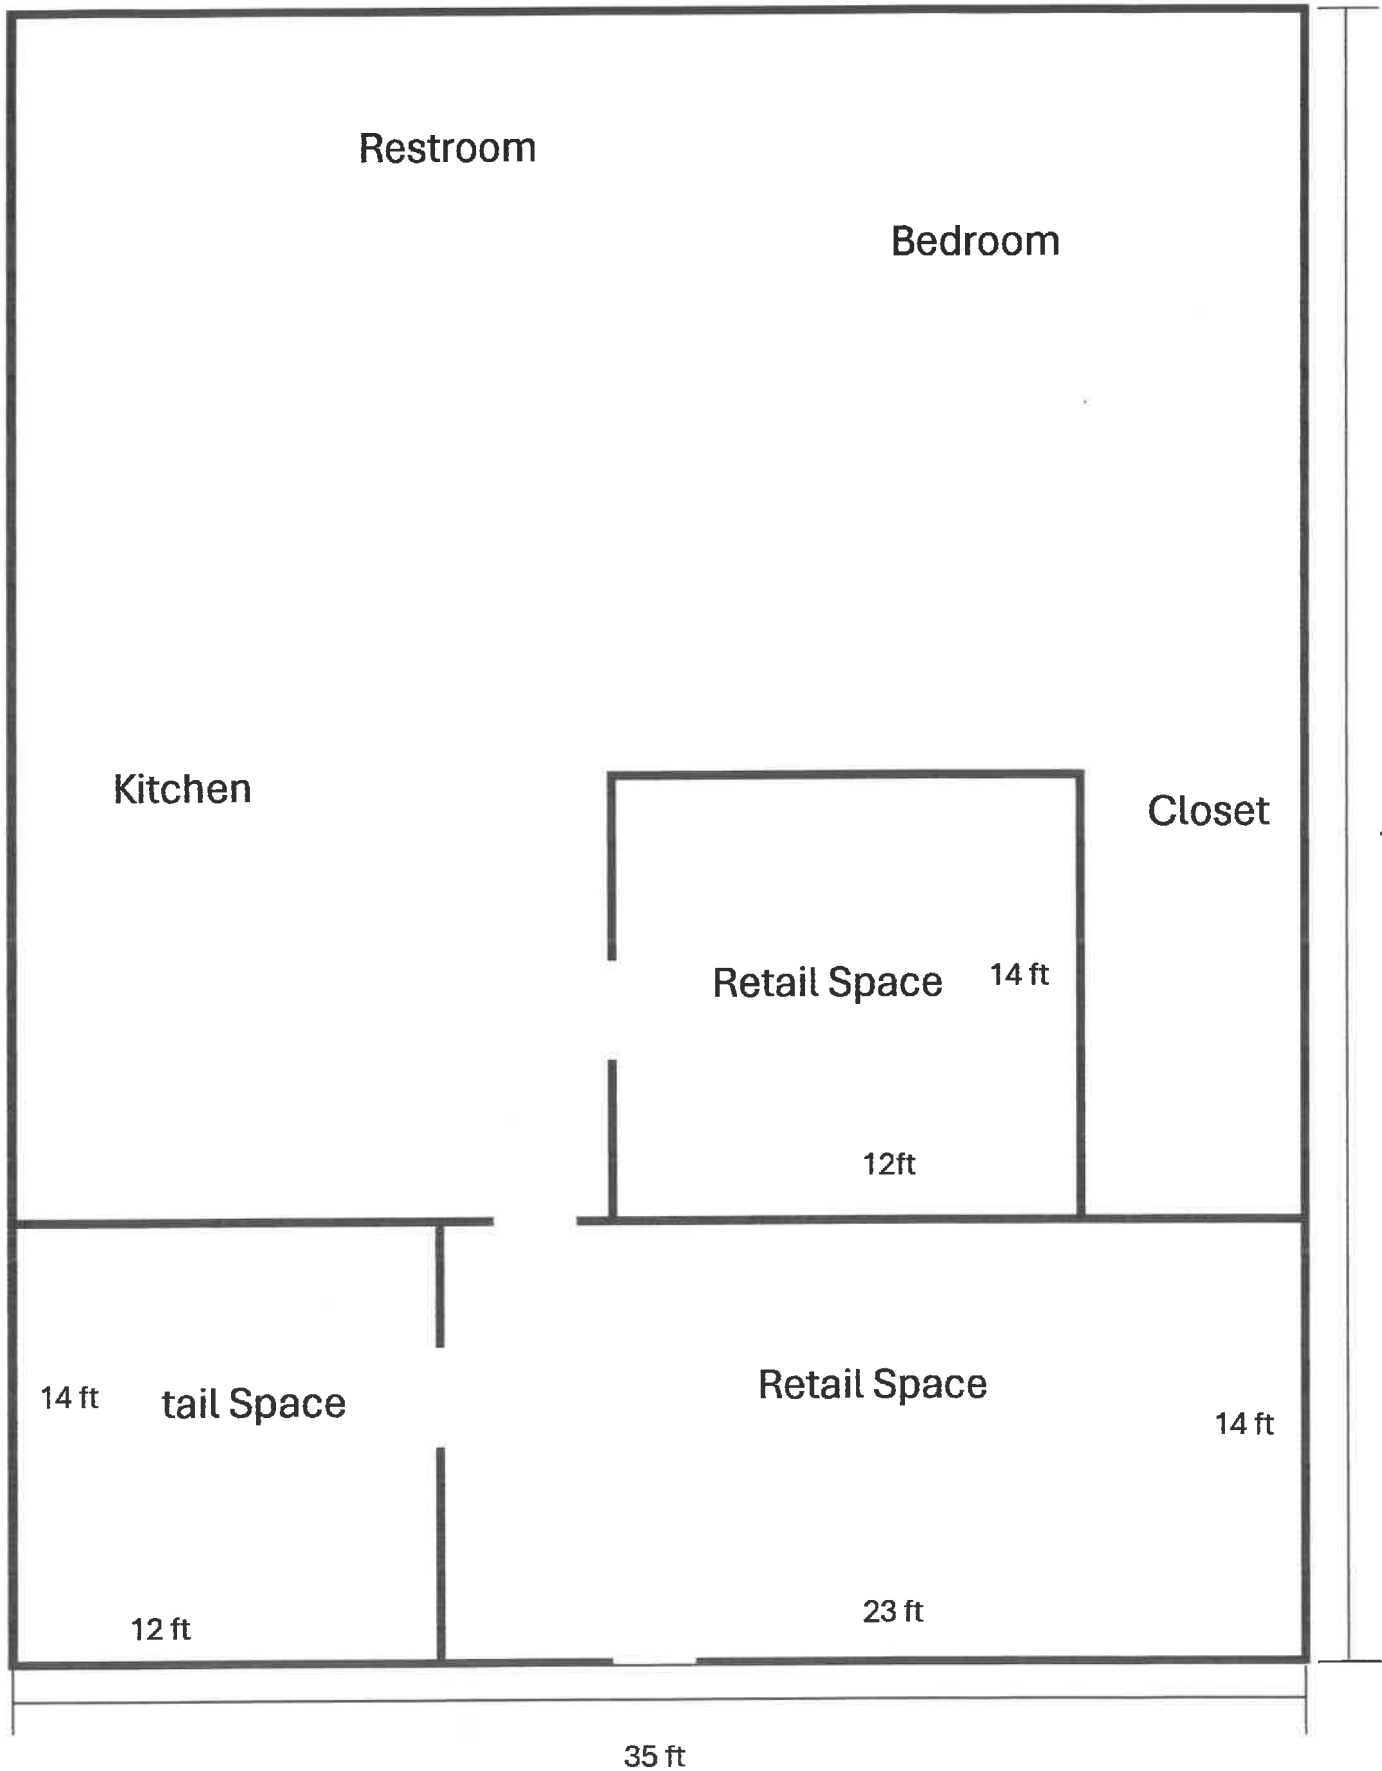 Restroom
Bedroom
Kitchen
Closet
Retail Space 14 ft
12ft
14 ft tail Space
Retail Space
14 ft
12 ft
23 ft
35 ft